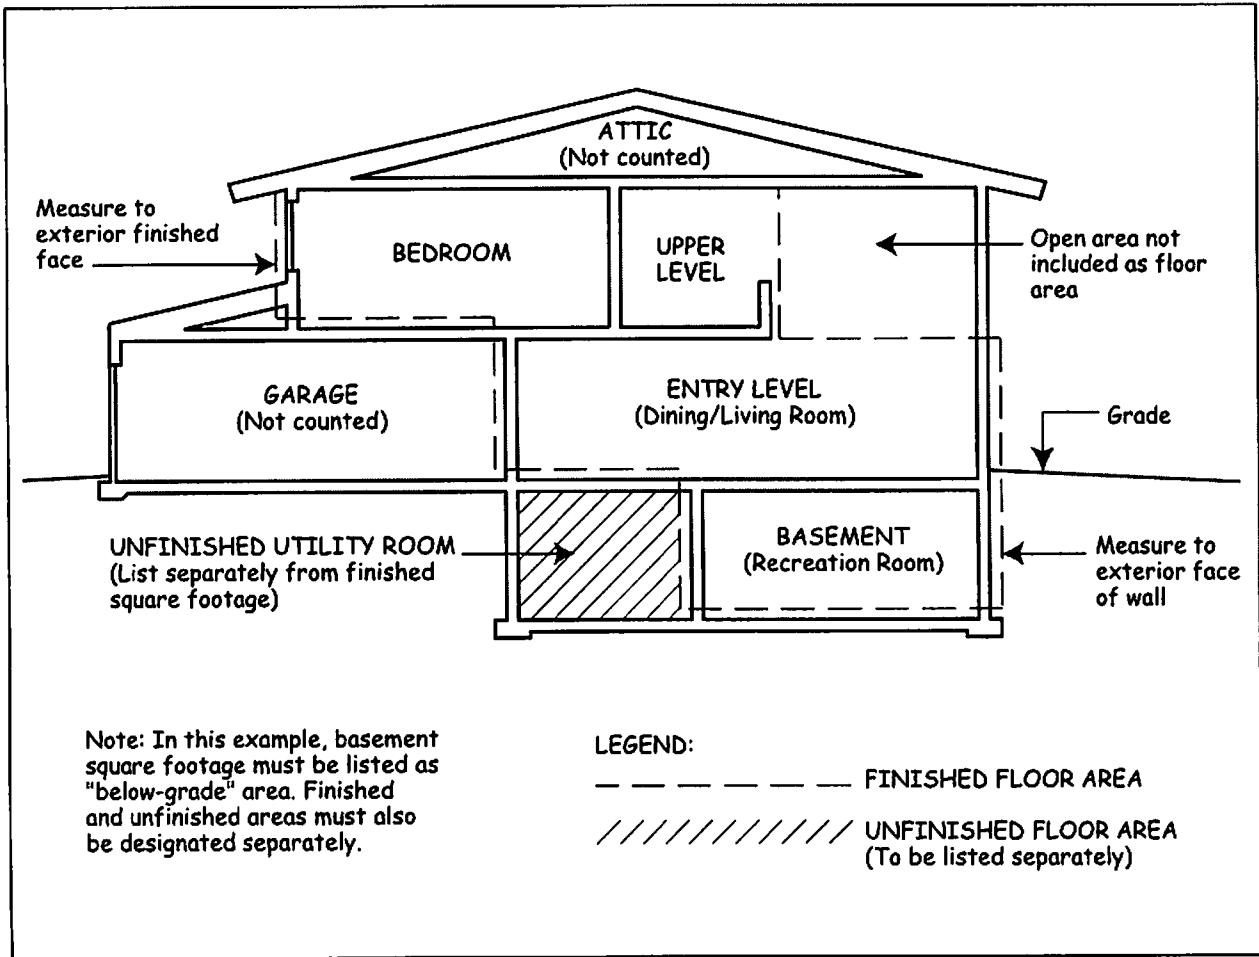 ATTIC
(Not counted)
Measure to
exterior finished
face
BEDROOM
UPPER
LEVEL
Open area not
included as floor
area
GARAGE
(Not counted)
ENTRY LEVEL
(Dining/Living Room)
Grade
UNFINISHED UTILITY ROOM
(List separately from finished
square footage)
BASEMENT
(Recreation Room)
Measure to
exterior face
of wall
Note: In this example, basement
square footage must be listed as
"below-grade" area. Finished
and unfinished areas must also
be designated separately.
LEGEND:
FINISHED FLOOR AREA
UNFINISHED FLOOR AREA
(To be listed separately)